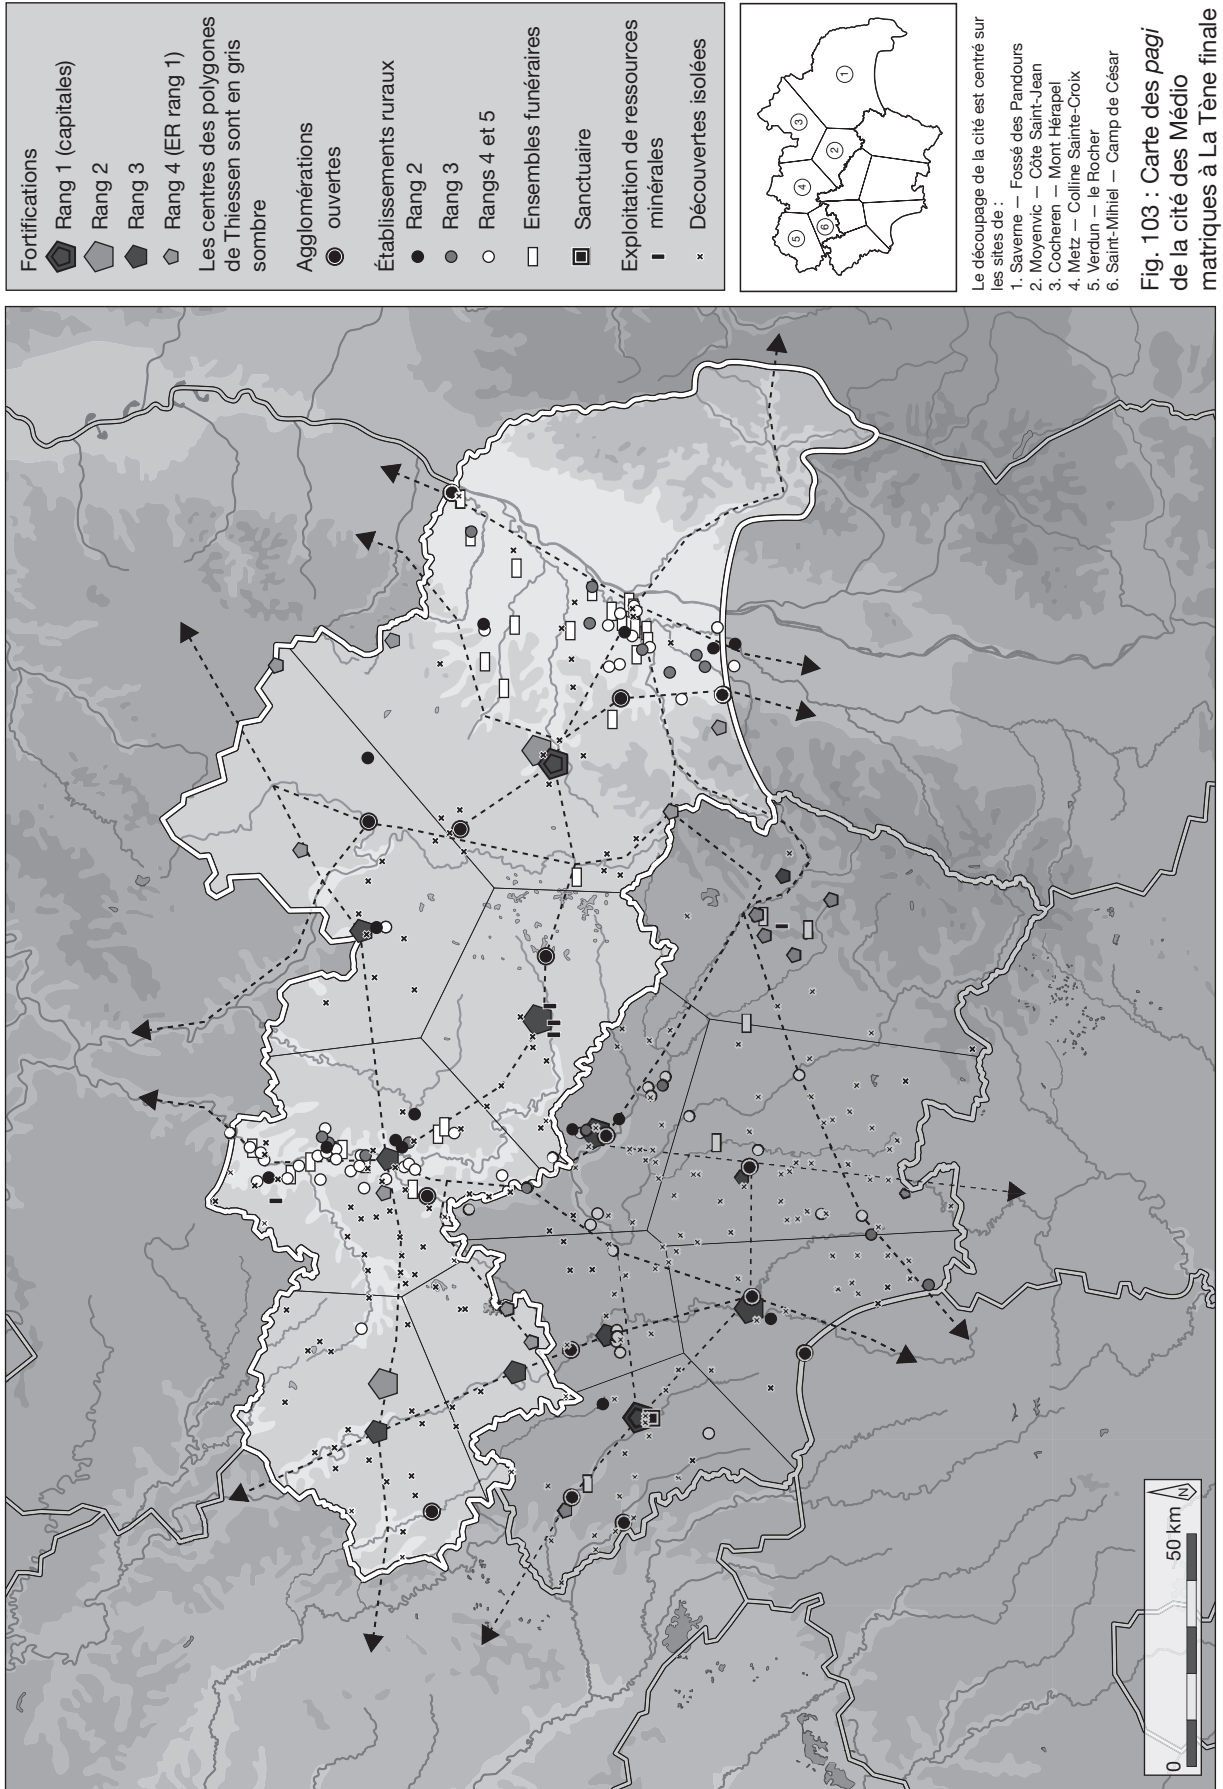 Fortifications
Rang 1 (capitales)
Rang 2
Rang 3
Rang 4 (ER rang 1)
Les centres des polygones
de Thiessen sont en gris
sombre
Agglomérations
ouvertes
Établissements ruraux
Rang 2
Rang 3
Rangs 4 et 5
Ensembles funéraires
Sanctuaire
Exploitation de ressources
minérales
Découvertes isolées
1
2
3
4
5
6
Le découpage de la cité est centré sur
les sites de :
1. Saverne — Fossé des Pandours
2. Moyenvic — Côte Saint-Jean
3. Cocheren — Mont Hérapel
4. Metz — Colline Sainte-Croix
5. Verdun — le Rocher
6. Saint-Mihiel — Camp de César
Fig. 103 : Carte des pagi
de la cité des Médio
matriques à La Tène finale
0 50 km
N